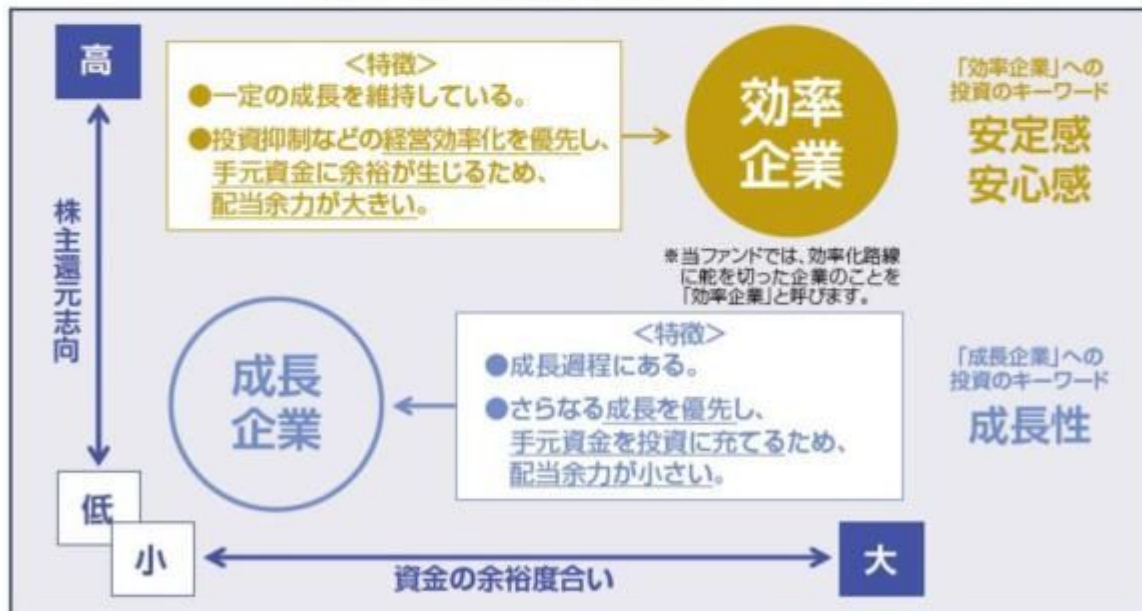 高
<特徴>
●一定の成長を維持している。
●投資抑制などの経営効率化を優先し、
手元資金に余裕が生じるため、
配当余力が大きい。
効率
企業
「効率企業」への
投資のキーワード
安定感
安心感
※当ファンドでは、効率化路線
に舵を切った企業のことを
「効率企業」と呼びます。
株主還元志向
成長
企業
<特徴>
●成長過程にある。
●さらなる成長を優先し、
手元資金を投資に充てるため、
配当余力が小さい。
「成長企業」への
投資のキーワード
成長性
低
小
資金の余裕度合い
大